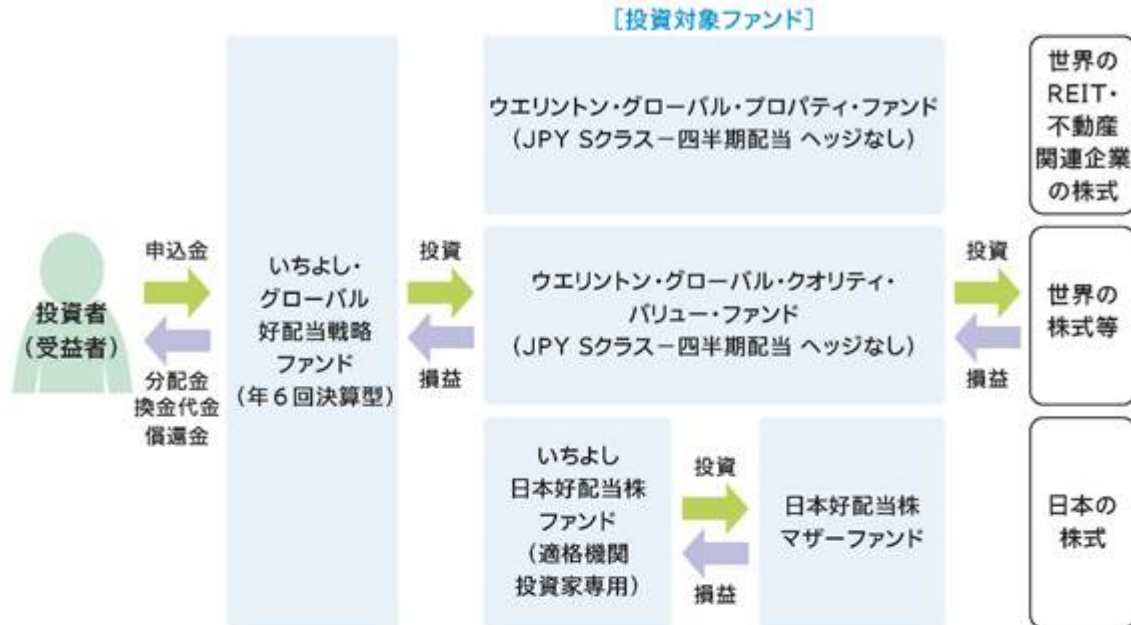 [投資対象ファンド]
ウエリントン・グローバル・プロパティ・ファンド
(JPY Sクラス－四半期配当 ヘッジなし)
世界の
REIT・
不動産
関連企業
の株式
申込金
投資者
(受益者)
分配金
換金代金
償還金
いちよし・
グローバル
好配当戦略
ファンド
(年6回決算型)
投資
損益
ウエリントン・グローバル・クオリティ・
バリュー・ファンド
(JPY Sクラス－四半期配当 ヘッジなし)
投資
損益
世界の
株式等
いちよし
日本好配当株
ファンド
(適格機関
投資家専用)
投資
損益
日本好配当株
マザーファンド
日本の
株式